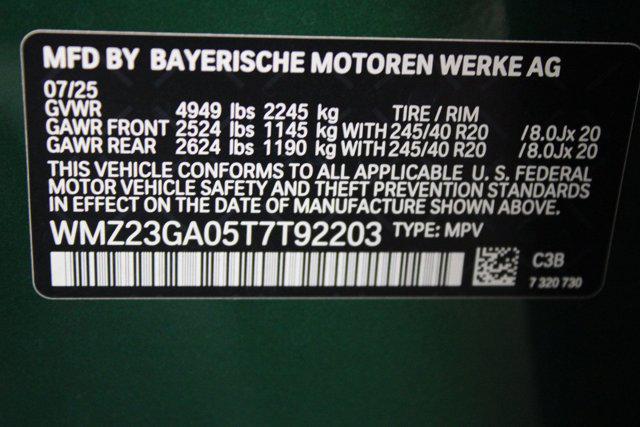 MFD BY BAYERISCHE MOTOREN WERKE AG
07/25
GVWR 4949 lbs 2245 kg TIRE / RIM
GAWR FRONT 2524 lbs 1145 kg WITH 245/40 R20 /8.0Jx 20
GAWR REAR 2624 lbs 1190 kg WITH 245/40 R20 /8.0Jx 20
THIS VEHICLE CONFORMS TO ALL APPLICABLE U. S. FEDERAL
MOTOR VEHICLE SAFETY AND THEFT PREVENTION STANDARDS
IN EFFECT ON THE DATE OF MANUFACTURE SHOWN ABOVE.
WMZ23GA05T7T92203 TYPE: MPV
C3B
7 320 730